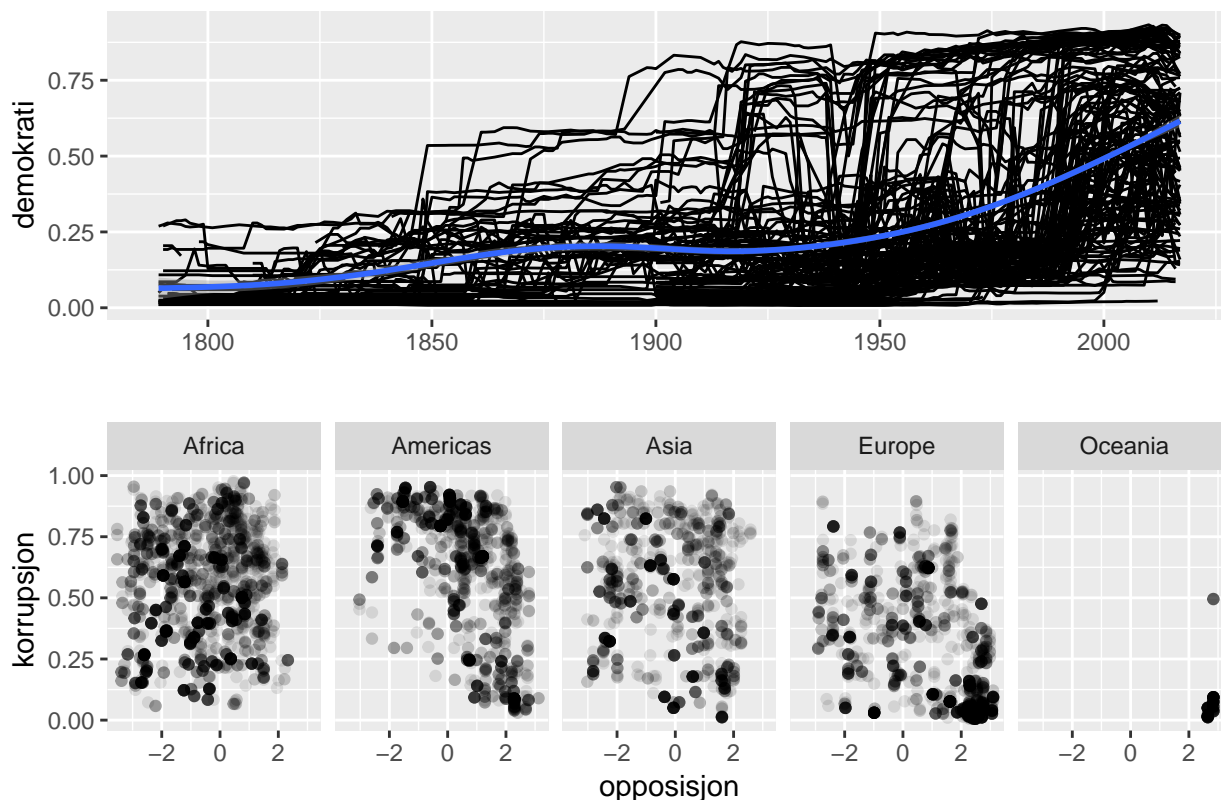 demokrati
0.75
0.50
0.25
0.00
1800 1850 1900 1950 2000
Africa Americas Asia Europe Oceania
korrupsjon
1.00
0.75
0.50
0.25
0.00
−2 0 2 −2 0 2 −2 0 2 −2 0 2 −2 0 2
opposisjon